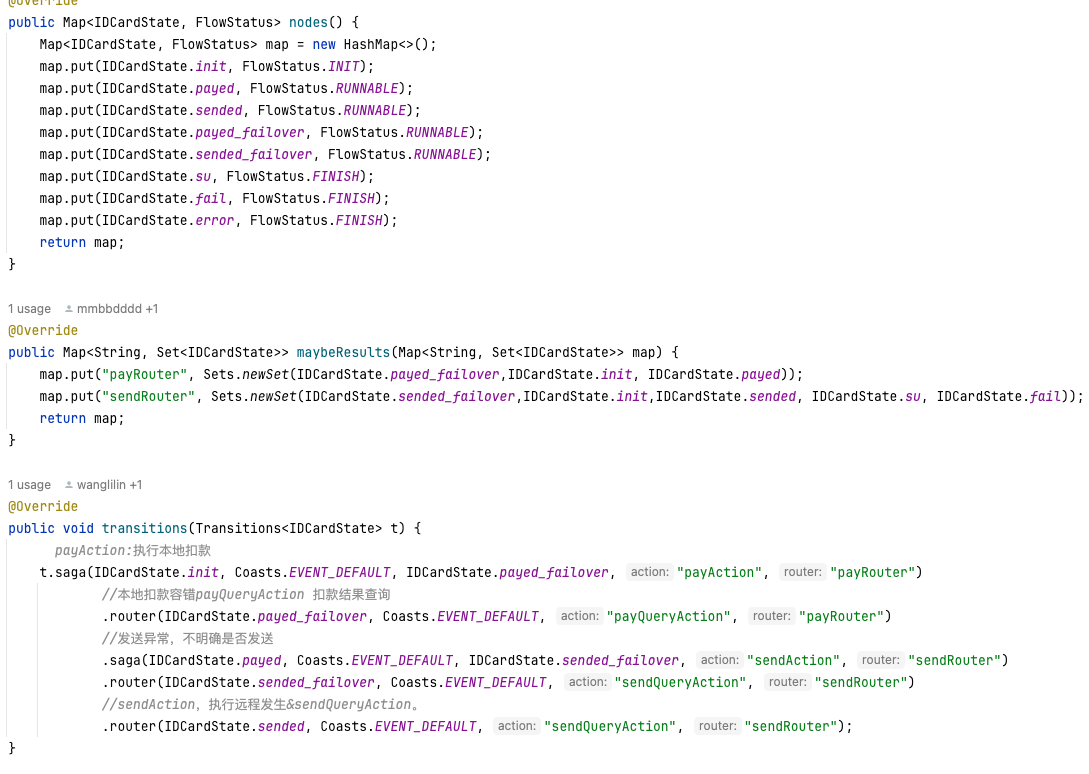 @Override
public Map<IDCardState, FlowStatus> nodes() {
    Map<IDCardState, FlowStatus> map = new HashMap<>();
    map.put(IDCardState.init, FlowStatus.INIT);
    map.put(IDCardState.payed, FlowStatus.RUNNABLE);
    map.put(IDCardState.sended, FlowStatus.RUNNABLE);
    map.put(IDCardState.payed_failover, FlowStatus.RUNNABLE);
    map.put(IDCardState.sended_failover, FlowStatus.RUNNABLE);
    map.put(IDCardState.su, FlowStatus.FINISH);
    map.put(IDCardState.fail, FlowStatus.FINISH);
    map.put(IDCardState.error, FlowStatus.FINISH);
    return map;
}
1 usage mmbbdddd +1
@Override
public Map<String, Set<IDCardState>> maybeResults(Map<String, Set<IDCardState>> map) {
    map.put("payRouter", Sets.newSet(IDCardState.payed_failover,IDCardState.init, IDCardState.payed));
    map.put("sendRouter", Sets.newSet(IDCardState.sended_failover,IDCardState.init,IDCardState.sended, IDCardState.su, IDCardState.fail));
    return map;
}
1 usage wanglilin +1
@Override
public void transitions(Transitions<IDCardState> t) {
      payAction:执行本地扣款
    t.saga(IDCardState.init, Coasts.EVENT_DEFAULT, IDCardState.payed_failover, action: "payAction", router: "payRouter")
            //本地扣款容错payQueryAction 扣款结果查询
            .router(IDCardState.payed_failover, Coasts.EVENT_DEFAULT, action: "payQueryAction", router: "payRouter")
            //发送异常，不明确是否发送
            .saga(IDCardState.payed, Coasts.EVENT_DEFAULT, IDCardState.sended_failover, action: "sendAction", router: "sendRouter")
            .router(IDCardState.sended_failover, Coasts.EVENT_DEFAULT, action: "sendQueryAction", router: "sendRouter")
            //sendAction，执行远程发生&sendQueryAction。
            .router(IDCardState.sended, Coasts.EVENT_DEFAULT, action: "sendQueryAction", router: "sendRouter");
}